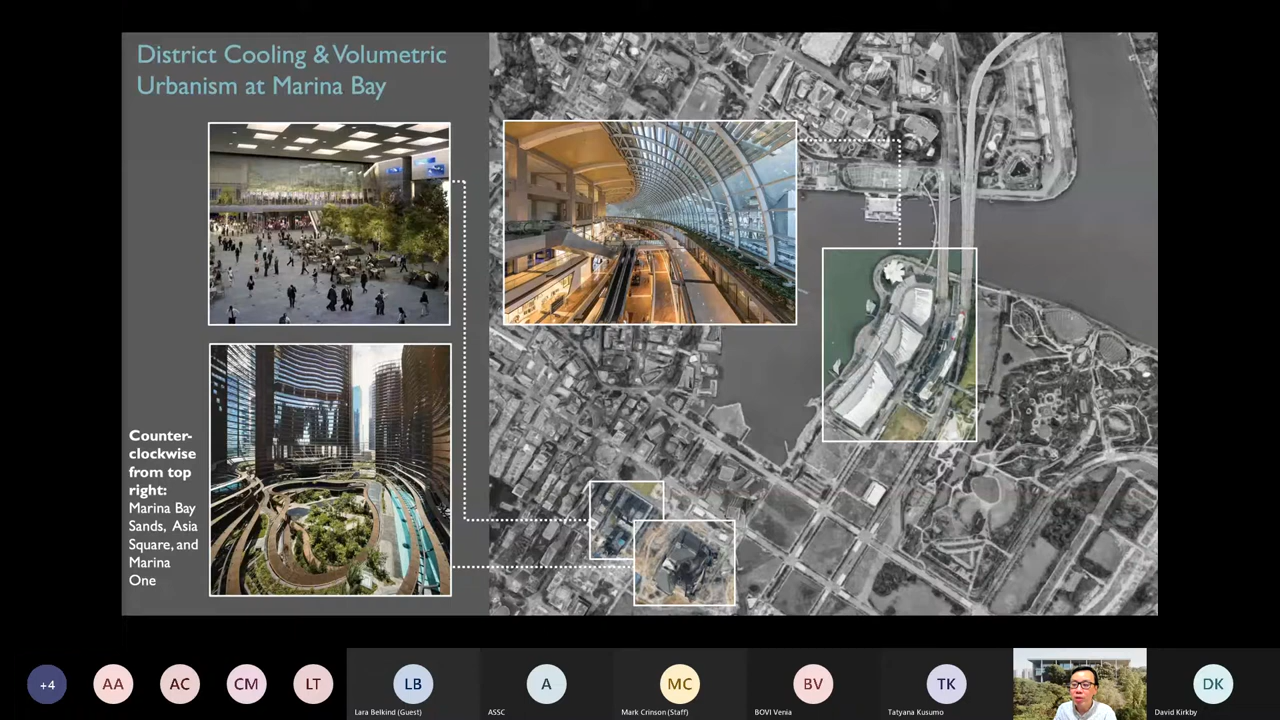 District Cooling & Volumetric
Urbanism at Marina Bay
Counter-
clockwise
from top
right:
Marina Bay
Sands, Asia
Square, and
Marina
One
+4
AA
AC
CM
LT
LB
A
MC
BV
TK
DK
Lara Belkind (Guest)
ASSC
Mark Crinson (Staff)
BOVI Venia
Tatyana Kusumo
David Kirkby